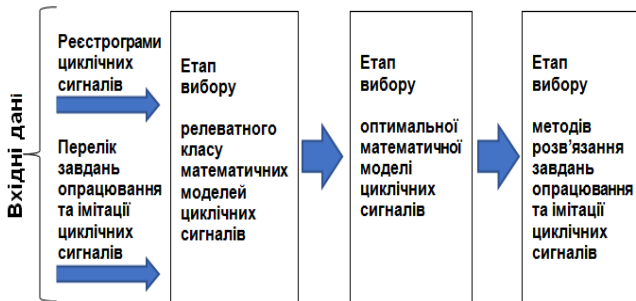 Вхідні дані
Реєстрограми
циклічних
сигналів
Перелік
завдань
опрацювання
та імітації
циклічних
сигналів
Етап
вибору
релеватного
класу
математичних
моделей
циклічних
сигналів
Етап
вибору
оптимальної
математичної
моделі
циклічних
сигналів
Етап
вибору
методів
розв’язання
завдань
опрацювання
та імітації
циклічних
сигналів